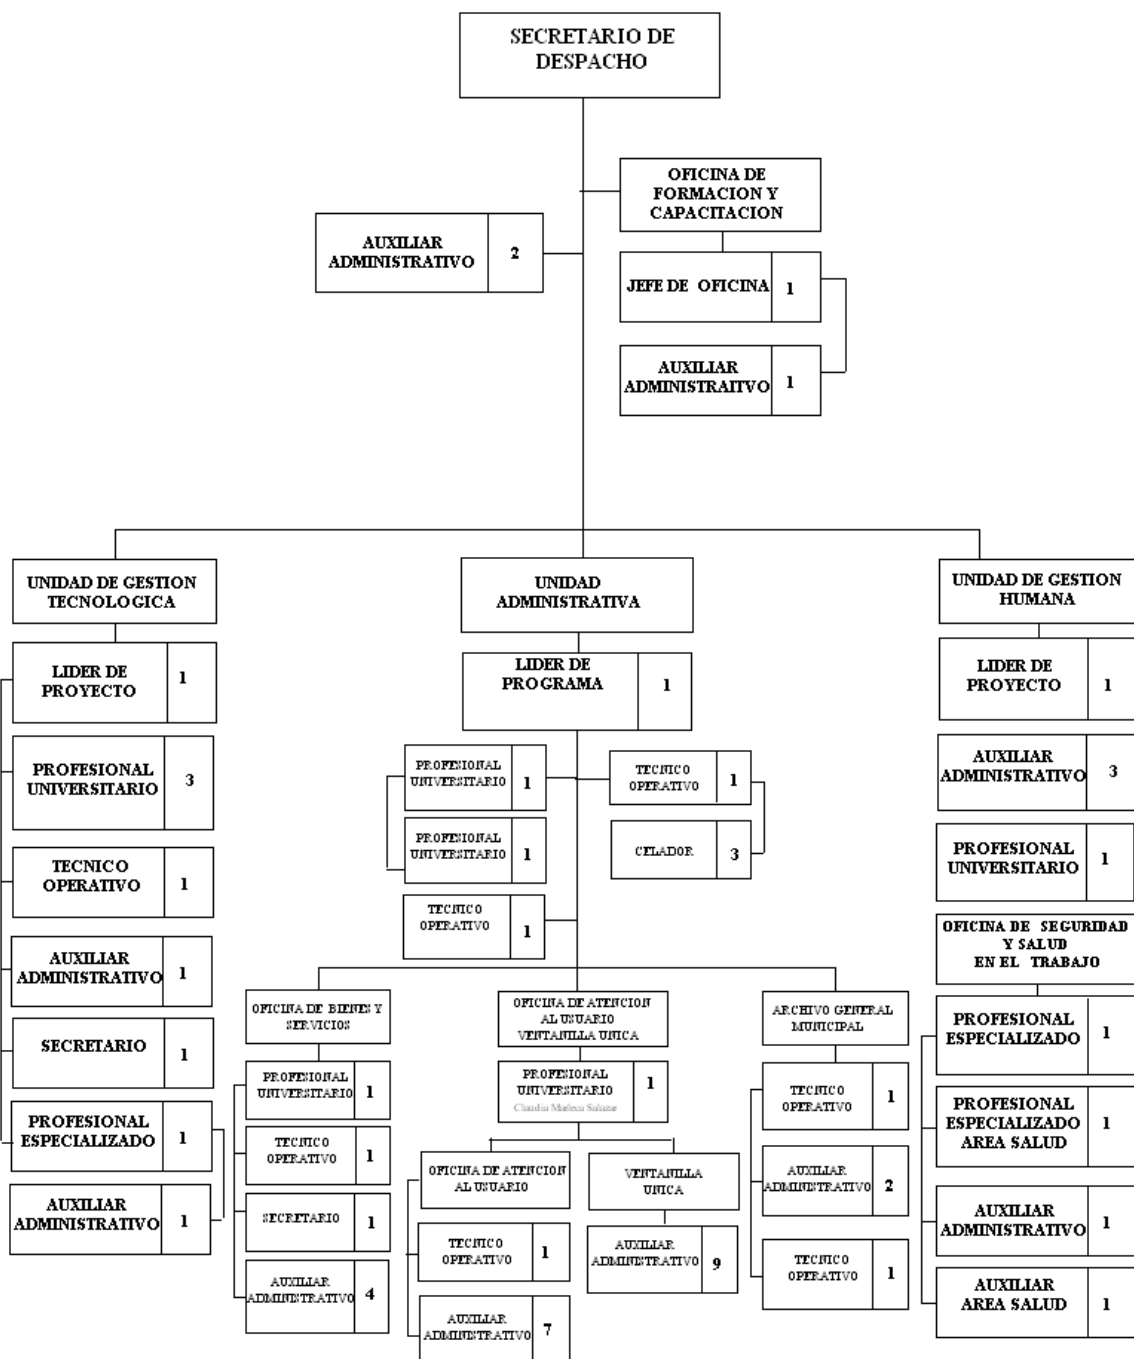 SECRETARIO DE
DESPACHO
OFICINA DE
FORMACION Y
CAPACITACION
AUXILIAR
ADMINISTRATIVO
2
JEFE DE OFICINA
1
AUXILIAR
ADMINISTRAITVO
1
UNIDAD DE GESTION
TECNOLOGICA
LIDER DE
PROYECTO
1
PROFESIONAL
UNIVERSITARIO
3
TECNICO
OPERATIVO
1
AUXILIAR
ADMINISTRATIVO
1
SECRETARIO
1
PROFESIONAL
ESPECIALIZADO
1
AUXILIAR
ADMINISTRATIVO
1
UNIDAD
ADMINISTRATIVA
LIDER DE
PROGRAMA
1
PROFESIONAL
UNIVERSITARIO
1
PROFESIONAL
UNIVERSITARIO
1
TECNICO
OPERATIVO
1
CELADOR
3
TECNICO
OPERATIVO
1
OFICINA DE BIENES Y
SERVICIOS
PROFESIONAL
UNIVERSITARIO
1
TECNICO
OPERATIVO
1
SECRETARIO
1
AUXILIAR
ADMINISTRATIVO
4
OFICINA DE ATENCION
AL USUARIO
VENTANILLA UNICA
PROFESIONAL
UNIVERSITARIO
1
Claudia Salazar
OFICINA DE ATENCION
AL USUARIO
TECNICO
OPERATIVO
1
AUXILIAR
ADMINISTRATIVO
7
VENTANILLA
UNICA
AUXILIAR
ADMINISTRATIVO
9
ARCHIVO GENERAL
MUNICIPAL
TECNICO
OPERATIVO
1
AUXILIAR
ADMINISTRATIVO
2
TECNICO
OPERATIVO
1
UNIDAD DE GESTION
HUMANA
LIDER DE
PROYECTO
1
AUXILIAR
ADMINISTRATIVO
3
PROFESIONAL
UNIVERSITARIO
1
OFICINA DE SEGURIDAD
Y SALUD
EN EL TRABAJO
PROFESIONAL
ESPECIALIZADO
1
PROFESIONAL
ESPECIALIZADO
AREA SALUD
1
AUXILIAR
ADMINISTRATIVO
1
AUXILIAR
AREA SALUD
1